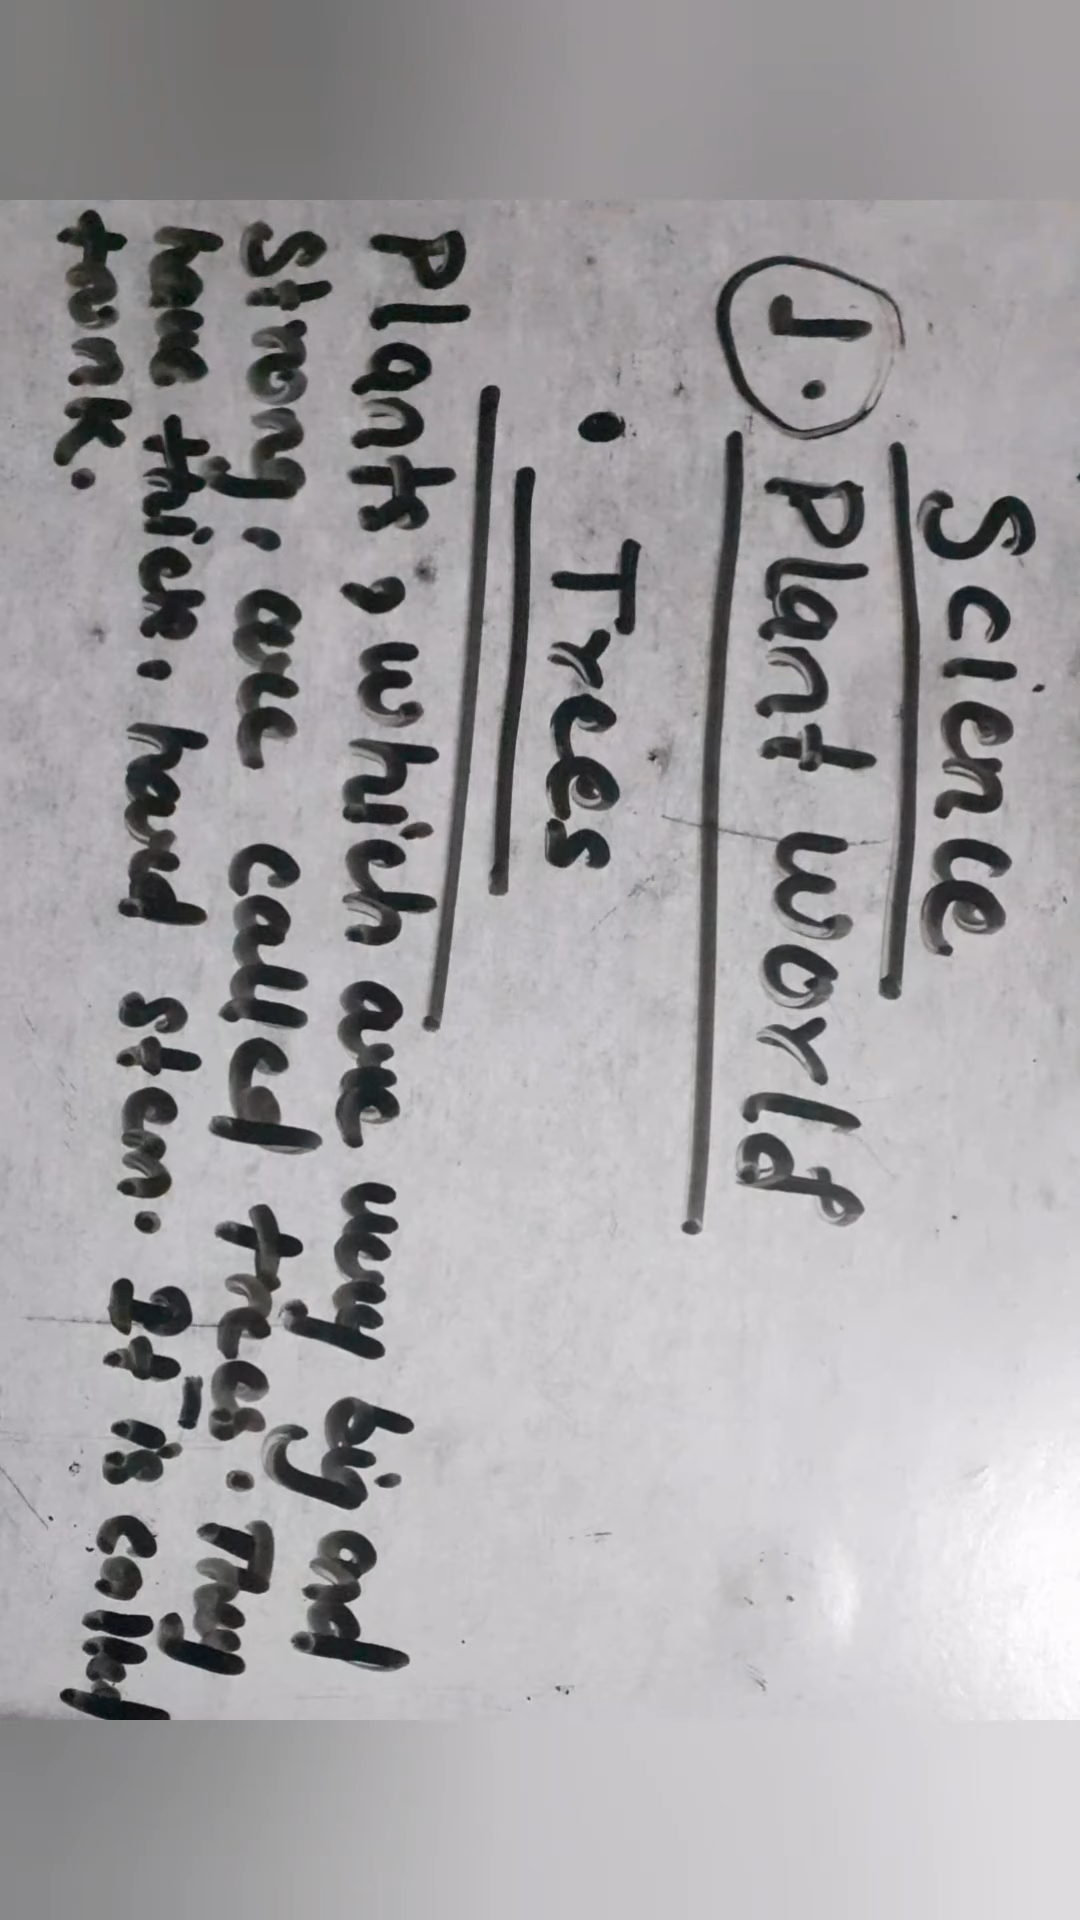 Science
1. Plant world
• Trees
Plants, which are very big and
Strong, are called trees. They
have thick, hard stem. It is called
trunk.